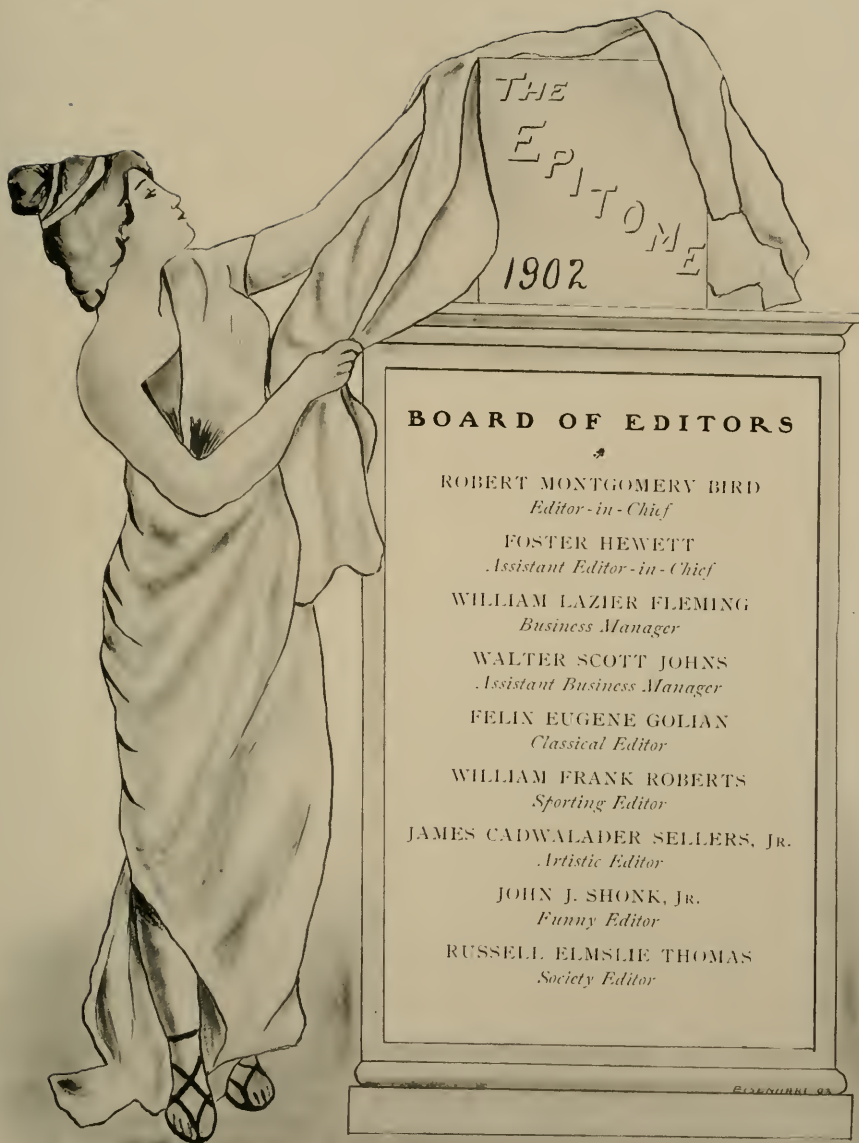 THE
EPITOME
1902
BOARD OF EDITORS
ROBERT MONTGOMERY BIRD
Editor-in-Chief
FOSTER HEWETT
Assistant Editor-in-Chief
WILLIAM LAZIER FLEMING
Business Manager
WALTER SCOTT JOHNS
Assistant Business Manager
FELIX EUGENE GOLIAN
Classical Editor
WILLIAM FRANK ROBERTS
Sporting Editor
JAMES CADWALADER SELLERS, JR.
Artistic Editor
JOHN J. SHONK, JR.
Funny Editor
RUSSELL ELMSLIE THOMAS
Society Editor